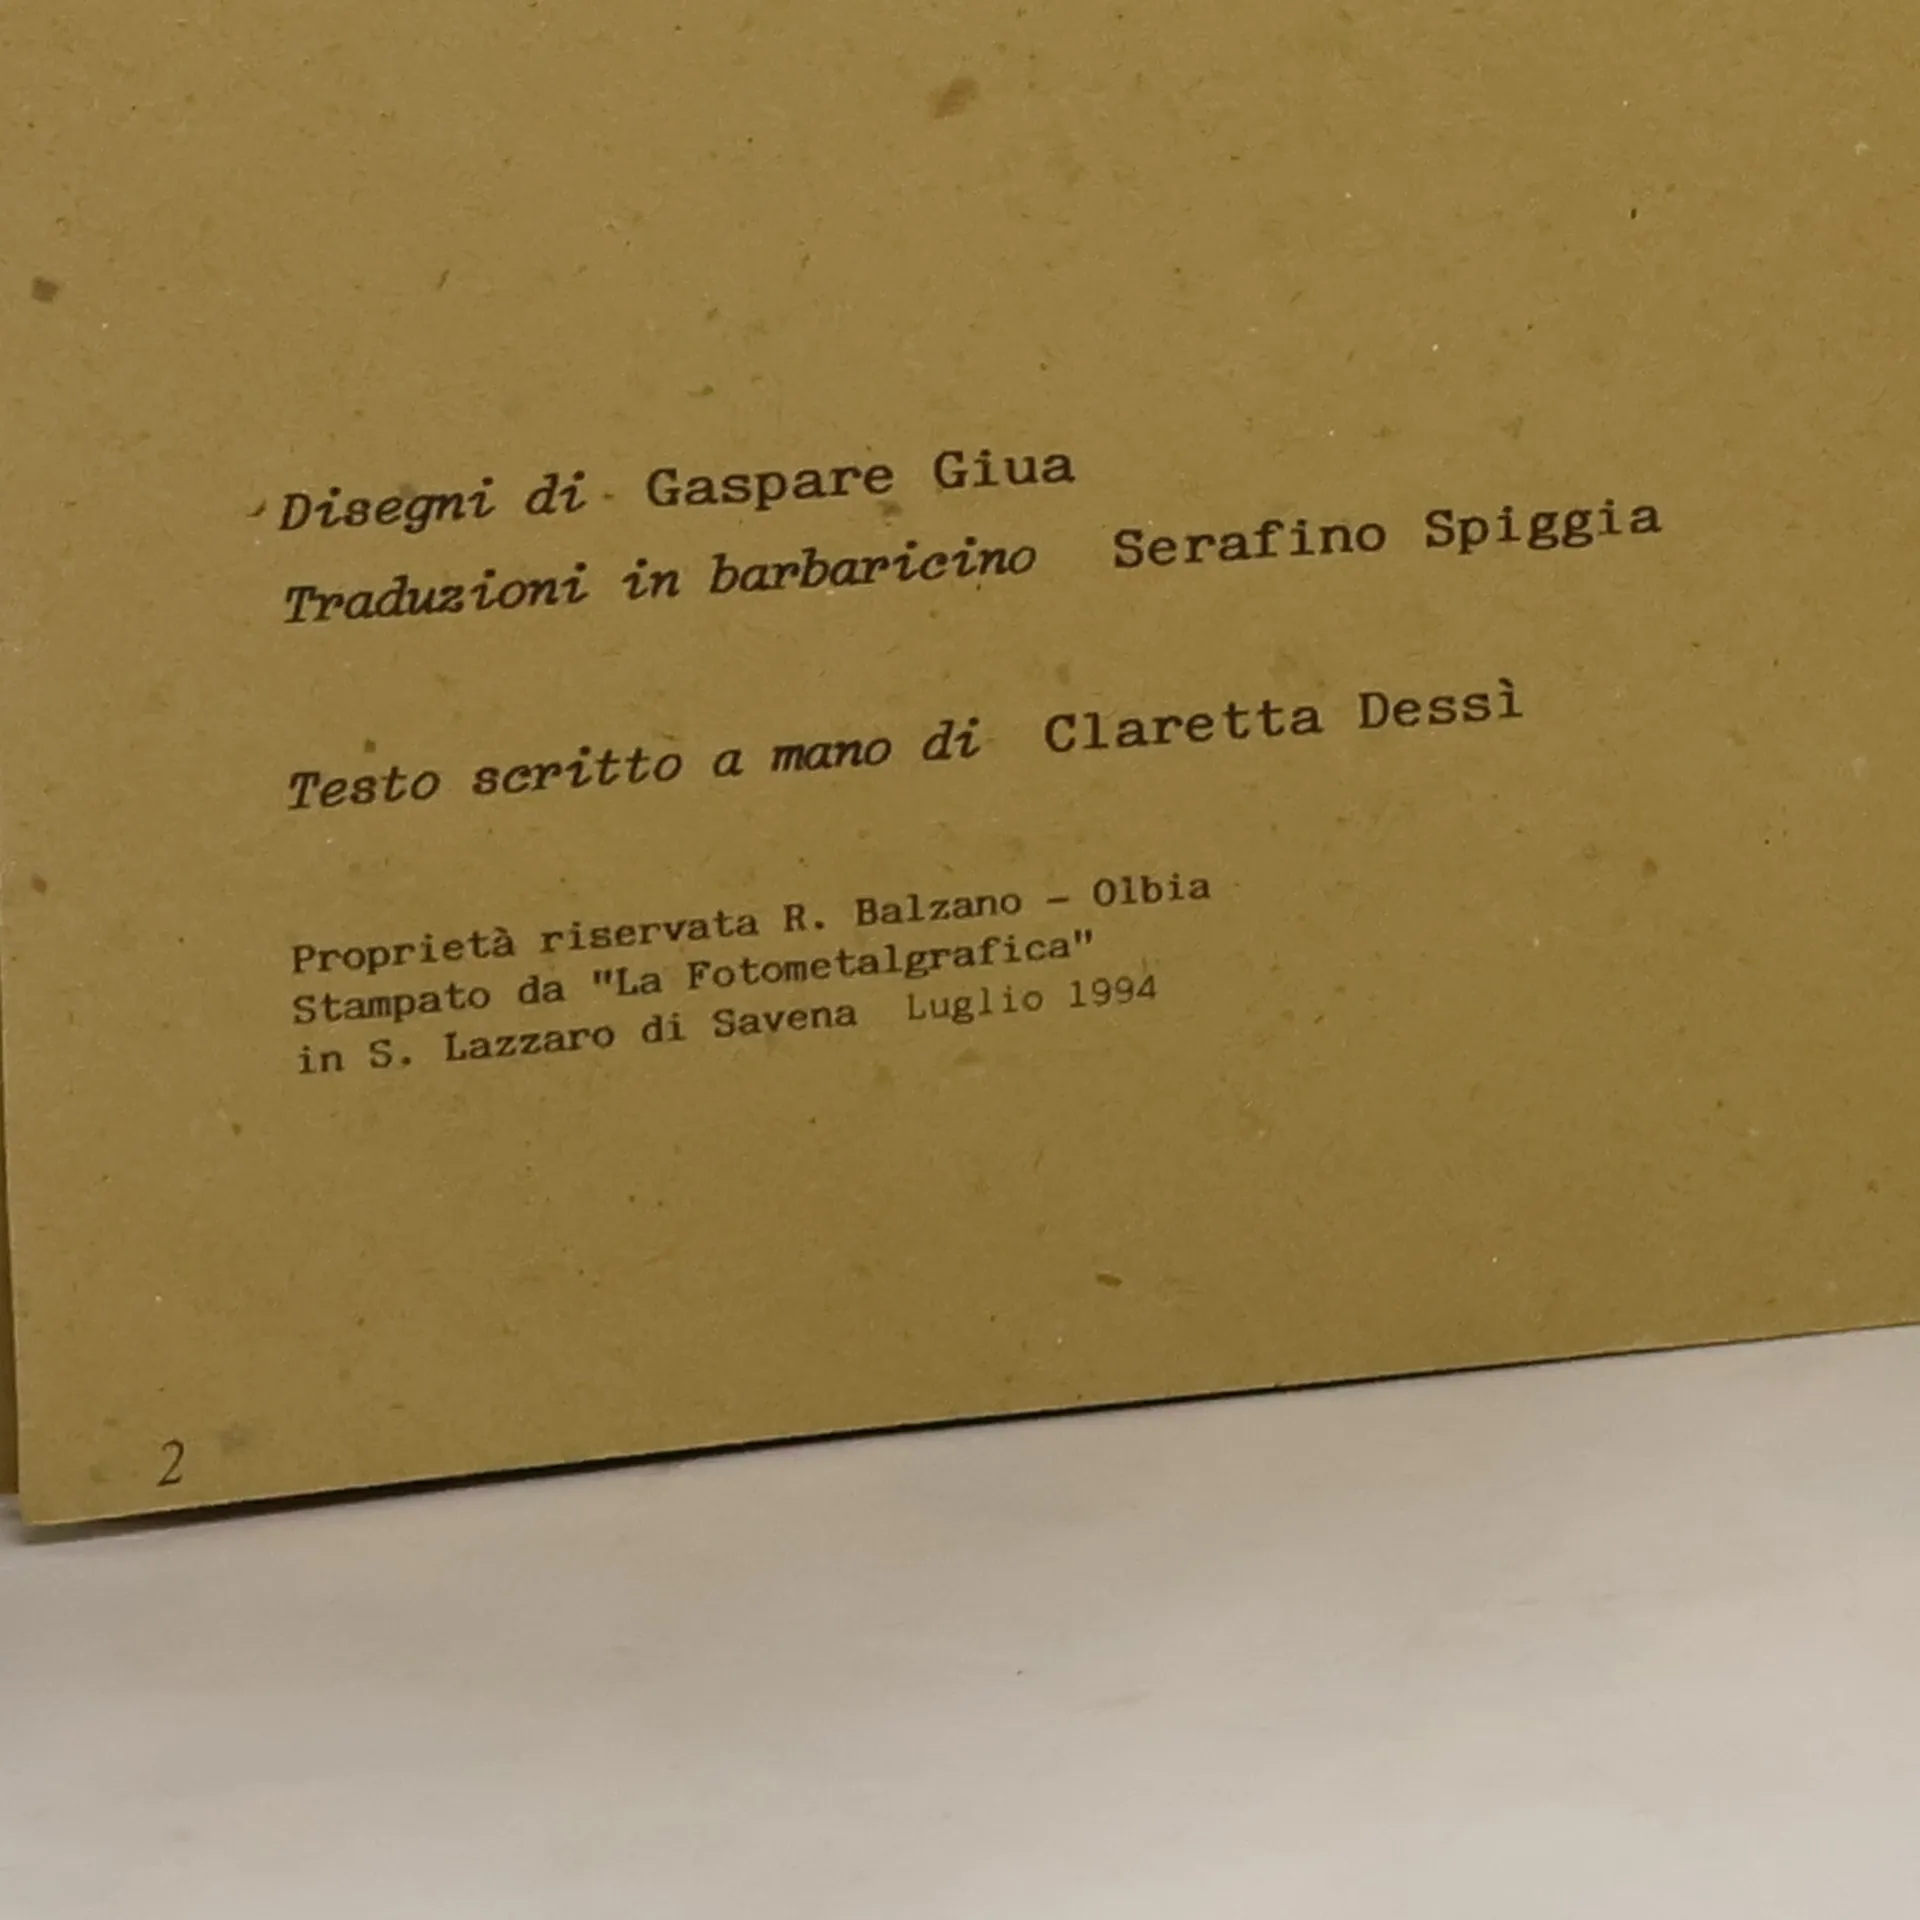 Disegni di Gaspare Giua
Traduzioni in barbaricino Serafino Spiggia
Testo scritto a mano di Claretta Dessì
Proprietà riservata R. Balzano - Olbia
Stampato da "La Fotometalgrafica"
in S. Lazzaro di Savena Luglio 1994
2